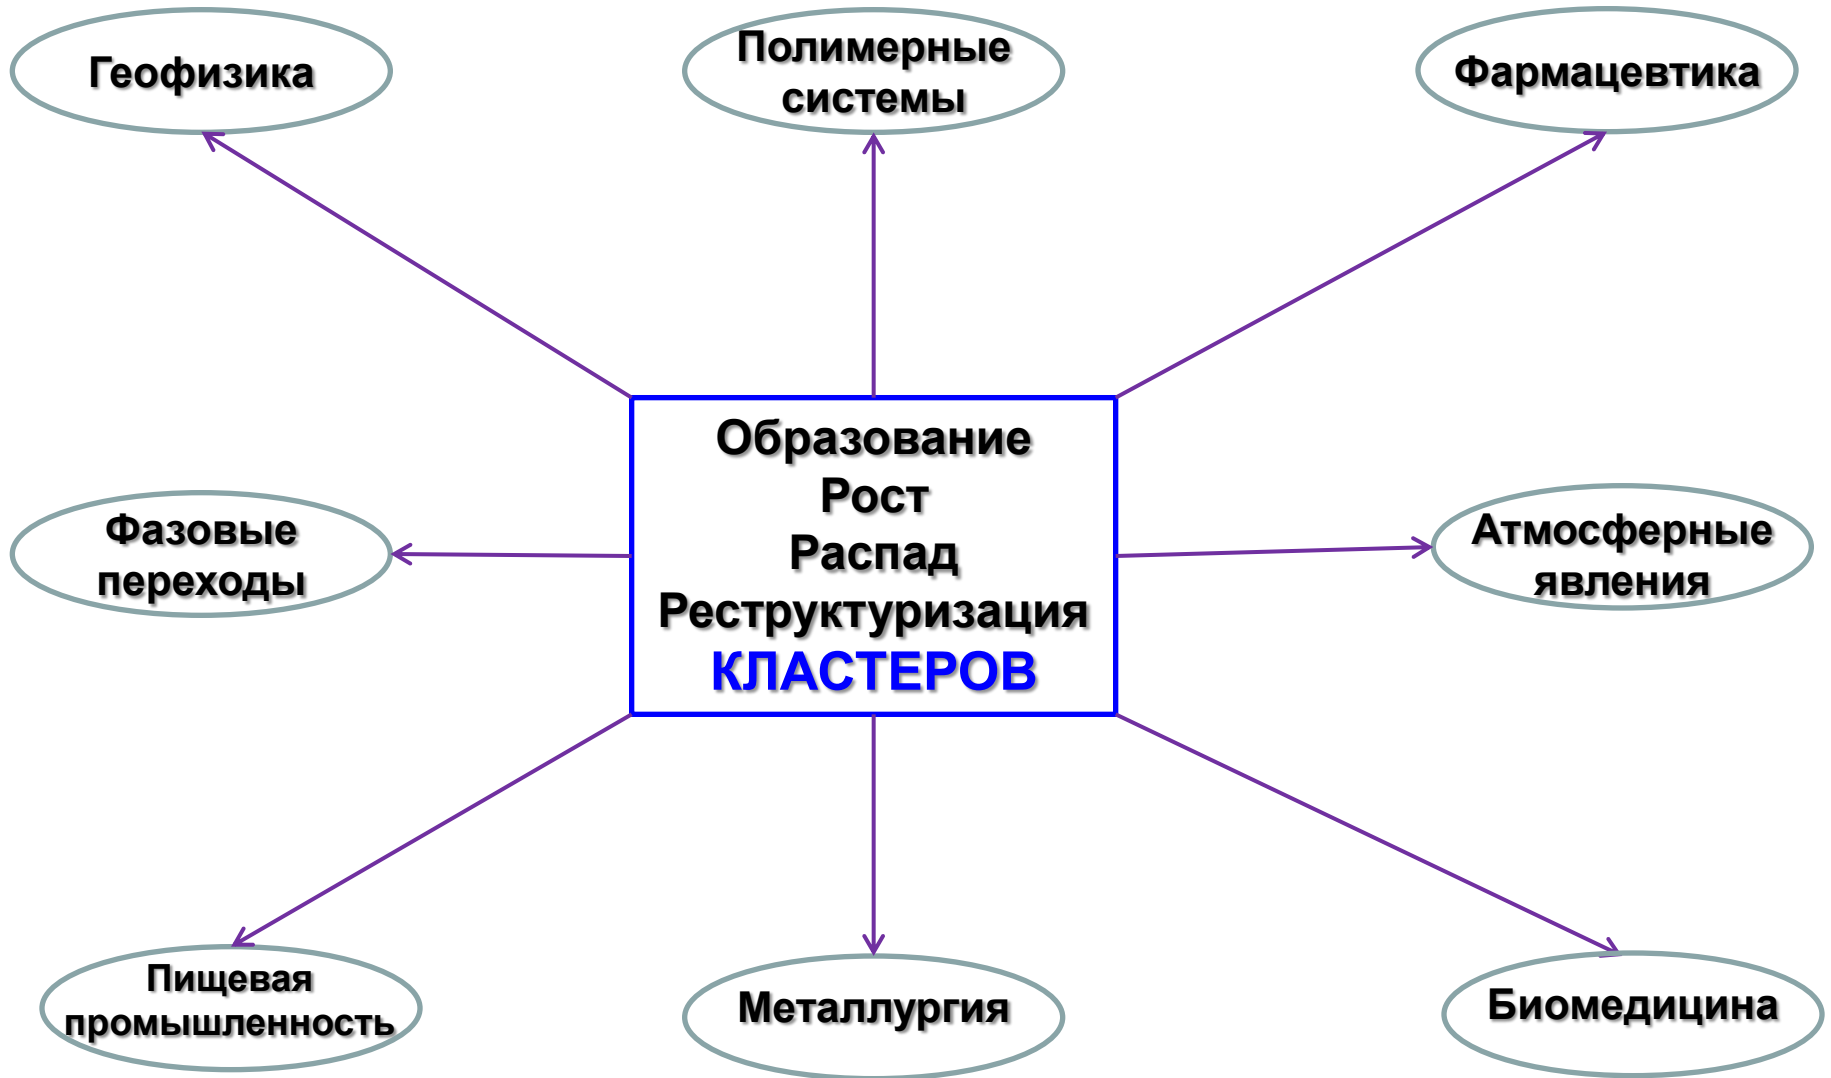 Геофизика
Полимерные
системы
Фармацевтика
Образование
Рост
Распад
Реструктуризация
КЛАСТЕРОВ
Фазовые
переходы
Атмосферные
явления
Пищевая
промышленность
Металлургия
Биомедицина